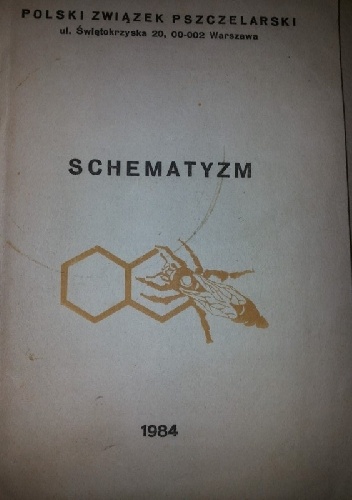 POLSKI ZWIĄZEK PSZCZELARSKI
ul. Świętokrzyska 20, 00-002 Warszawa
SCHEMATYZM
1984